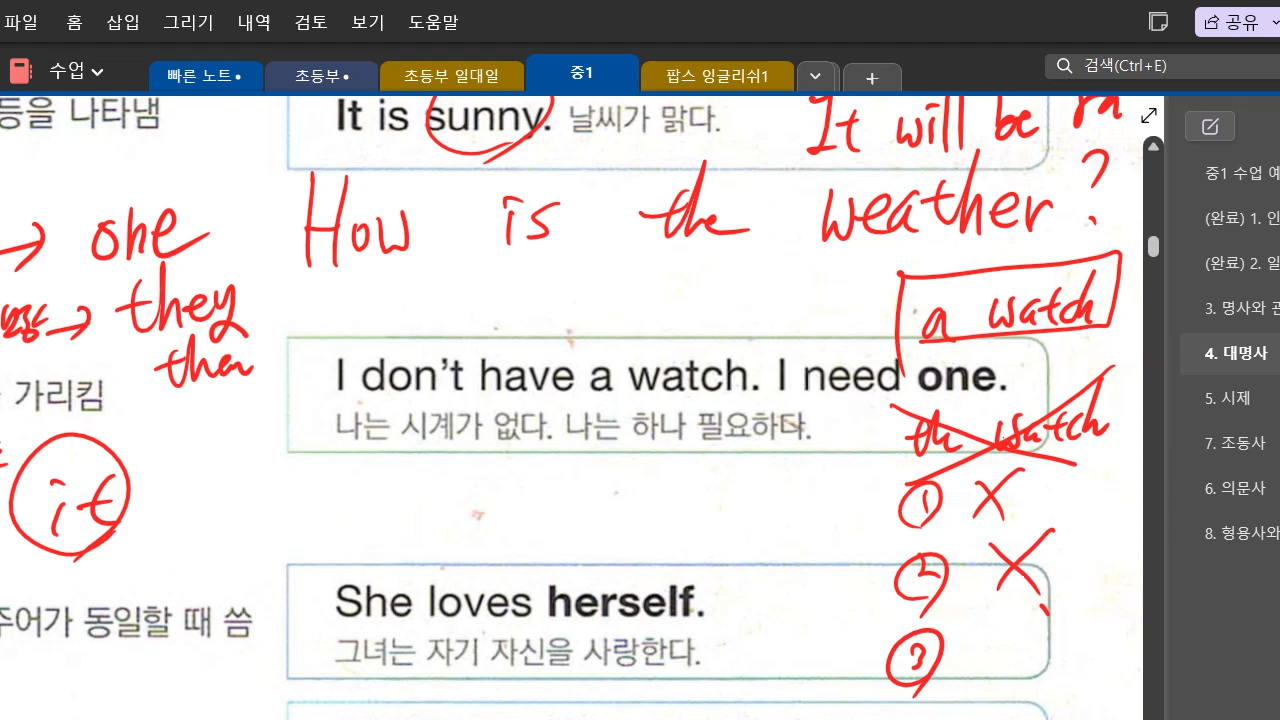 파일 홈 삽입 그리기 내역 검토 보기 도움말 공유
수업 빠른 노트 초등부 초등부 일대일 중1 팝스 잉글리쉬1 + 검색(Ctrl+E)
등을 나타냄
It is sunny. 날씨가 맑다.
It will be ra
How is the weather?
→ she
→ they
a watch
I don't have a watch. I need one.
나는 시계가 없다. 나는 하나 필요하다.
가리킴
the watch
it
① X
② X
She loves herself.
그녀는 자기 자신을 사랑한다.
주어가 동일할 때 씀
③
중1 수업 예
(완료) 1. 인
(완료) 2. 일
3. 명사와 관
4. 대명사
5. 시제
7. 조동사
6. 의문사
8. 형용사와